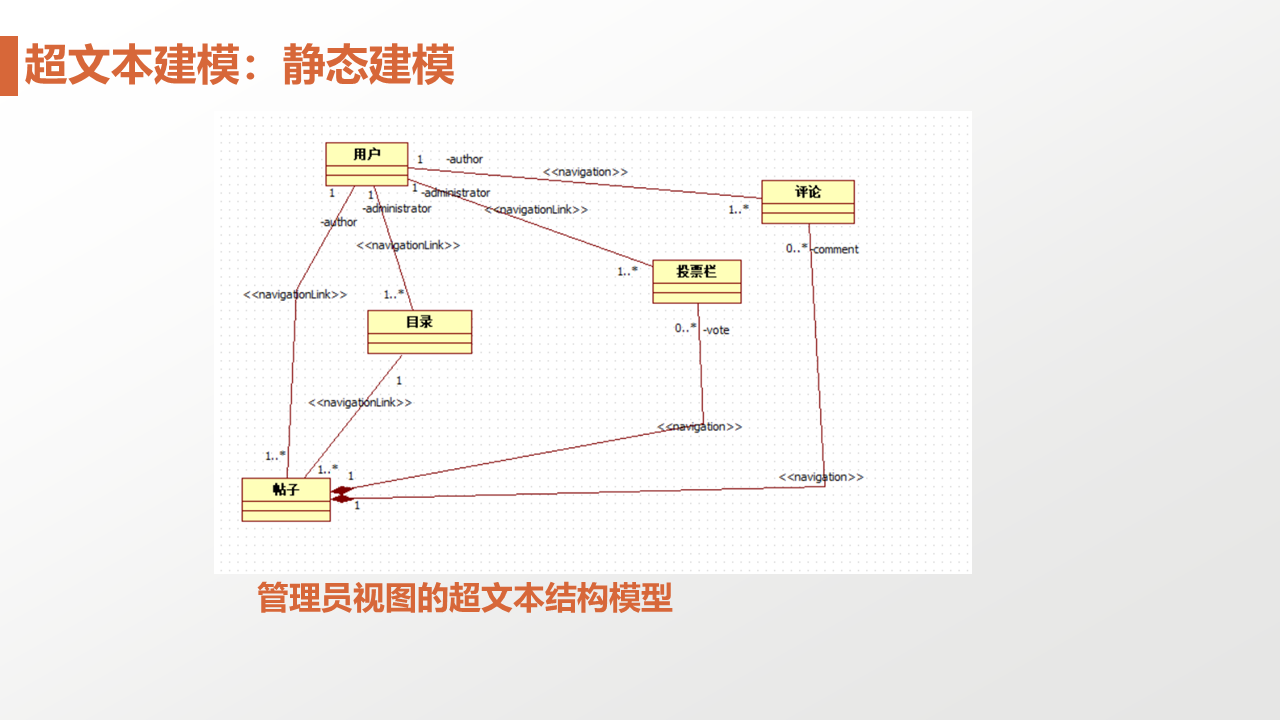 超文本建模：静态建模
用户
1 -author
<<navigation>>
评论
1..*
1 -administrator
<<navigationLink>>
1 1
-administrator
-author
<<navigationLink>>
0..* -comment
1..*
投票栏
<<navigationLink>>
1..*
目录
0..* -vote
1
<<navigationLink>>
<<navigation>>
1..*
1..* 1
<<navigation>>
帖子
1
管理员视图的超文本结构模型